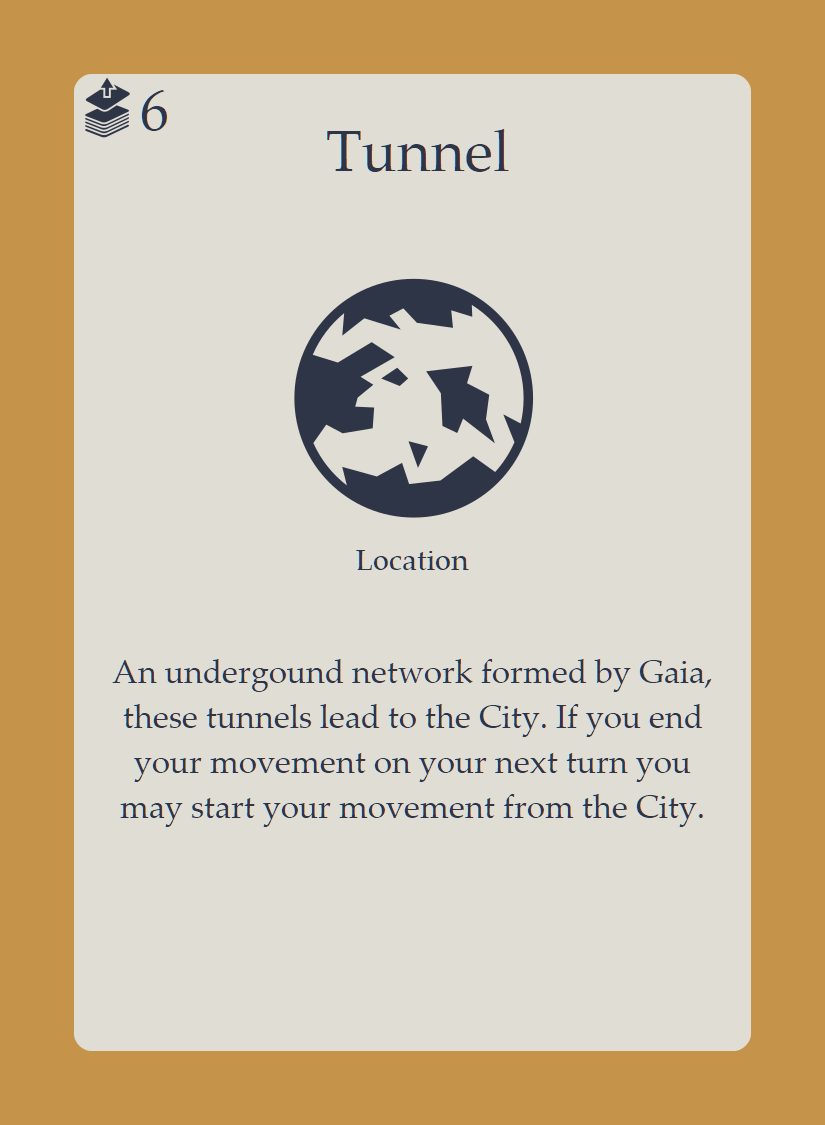 6
Tunnel
Location
An undergound network formed by Gaia,
these tunnels lead to the City. If you end
your movement on your next turn you
may start your movement from the City.